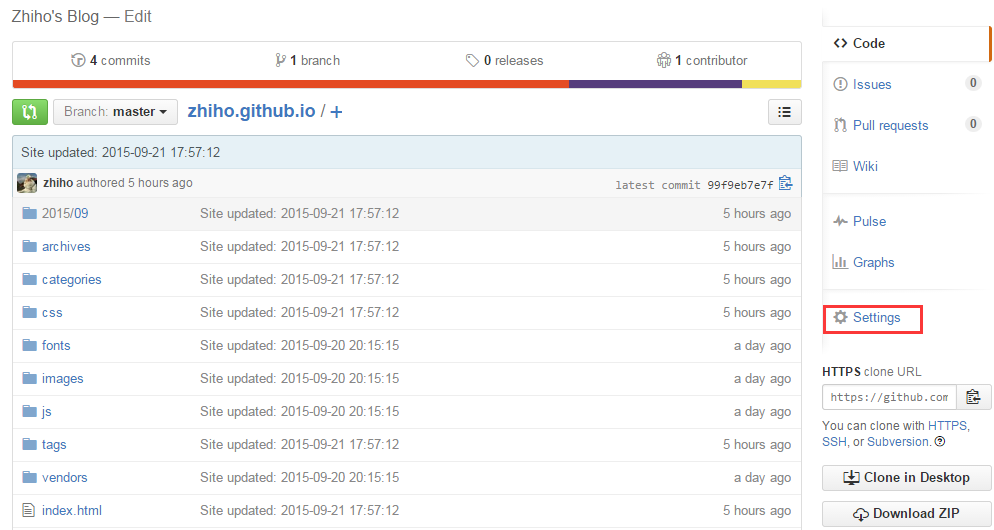 Zhiho's Blog — Edit
4 commits
1 branch
0 releases
1 contributor
Branch: master
zhiho.github.io / +
Site updated: 2015-09-21 17:57:12
zhiho authored 5 hours ago
latest commit 99f9eb7e7f
2015/09 Site updated: 2015-09-21 17:57:12 5 hours ago
archives Site updated: 2015-09-21 17:57:12 5 hours ago
categories Site updated: 2015-09-21 17:57:12 5 hours ago
css Site updated: 2015-09-21 17:57:12 5 hours ago
fonts Site updated: 2015-09-20 20:15:15 a day ago
images Site updated: 2015-09-20 20:15:15 a day ago
js Site updated: 2015-09-20 20:15:15 a day ago
tags Site updated: 2015-09-21 17:57:12 5 hours ago
vendors Site updated: 2015-09-20 20:15:15 a day ago
index.html Site updated: 2015-09-21 17:57:12 5 hours ago
Code
Issues 0
Pull requests 0
Wiki
Pulse
Graphs
Settings
HTTPS clone URL
https://github.com
You can clone with HTTPS,
SSH, or Subversion.
Clone in Desktop
Download ZIP